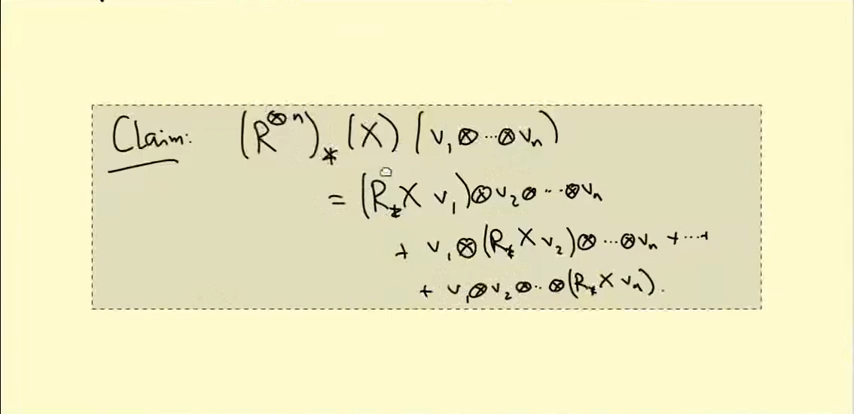 Claim: (R^{⊗n})_* (X) (v_1 ⊗ ... ⊗ v_n)
= (R_* X v_1) ⊗ v_2 ⊗ ... ⊗ v_n
+ v_1 ⊗ (R_* X v_2) ⊗ ... ⊗ v_n + ... +
+ v_1 ⊗ v_2 ⊗ ... ⊗ (R_* X v_n).